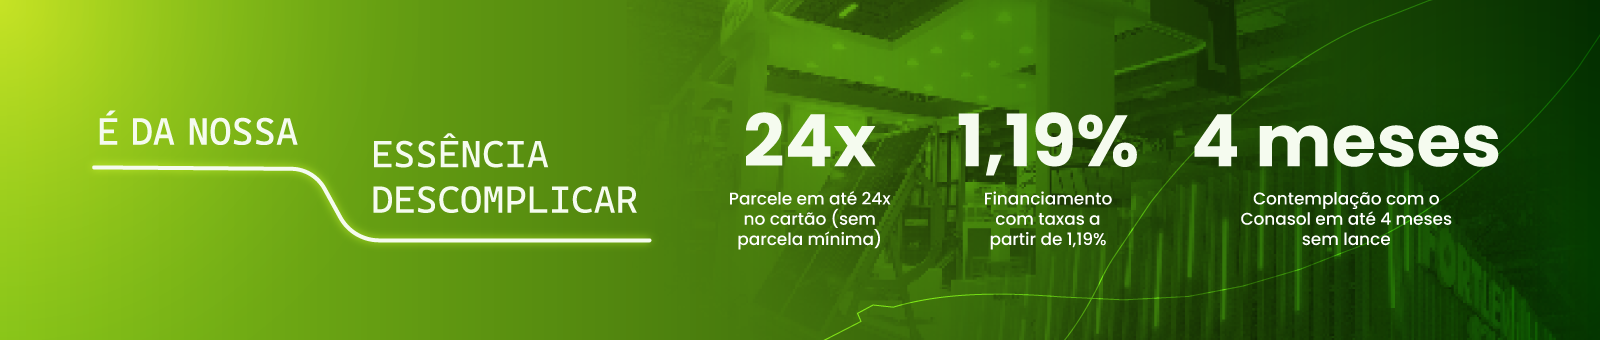 É DA NOSSA
ESSÊNCIA
DESCOMPLICAR
24x
Parcele em até 24x
no cartão (sem
parcela mínima)
1,19%
Financiamento
com taxas a
partir de 1,19%
4 meses
Contemplação com o
Conasol em até 4 meses
sem lance